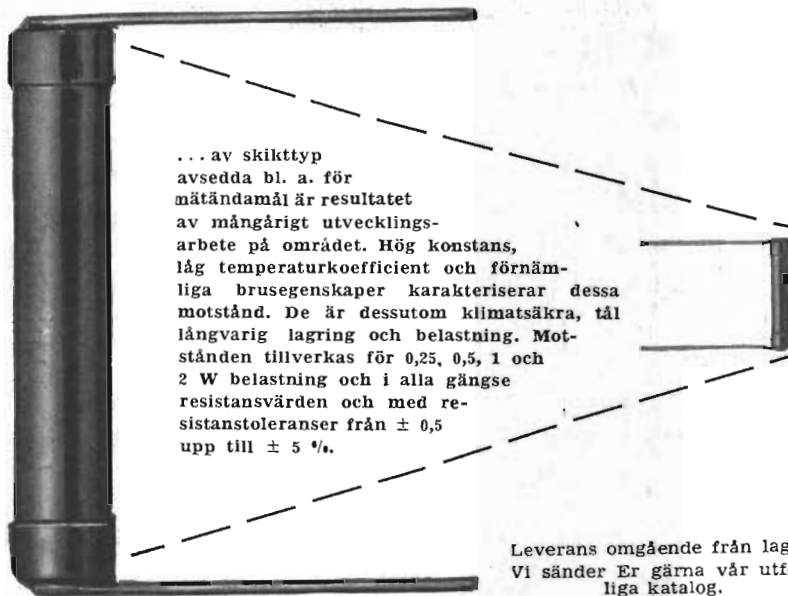 ... av skikttyp
avsedda bl. a. för
mätändamål är resultatet
av mångårigt utvecklings-
arbete på området. Hög konstans,
låg temperaturkoefficient och förnäm-
liga brusegenskaper karakteriserar dessa
motstånd. De är dessutom klimatsäkra, tål
långvarig lagring och belastning. Mot-
stånden tillverkas för 0,25, 0,5, 1 och
2 W belastning och i alla gängse
resistansvärden och med re-
sistanstoleranser från ± 0,5
upp till ± 5 %.
Leverans omgående från lag
Vi sänder Er gärna vår utf
liga katalog.